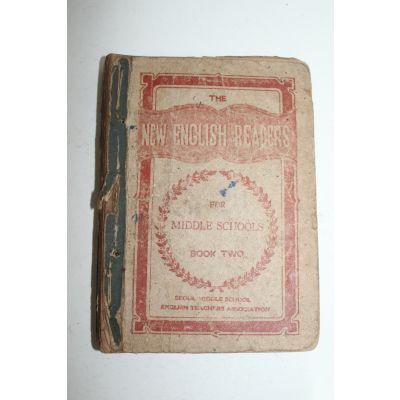 THE
NEW ENGLISH READERS
FOR
MIDDLE SCHOOLS
BOOK TWO
SEOUL MIDDLE SCHOOL
ENGLISH TEACHERS ASSOCIATION